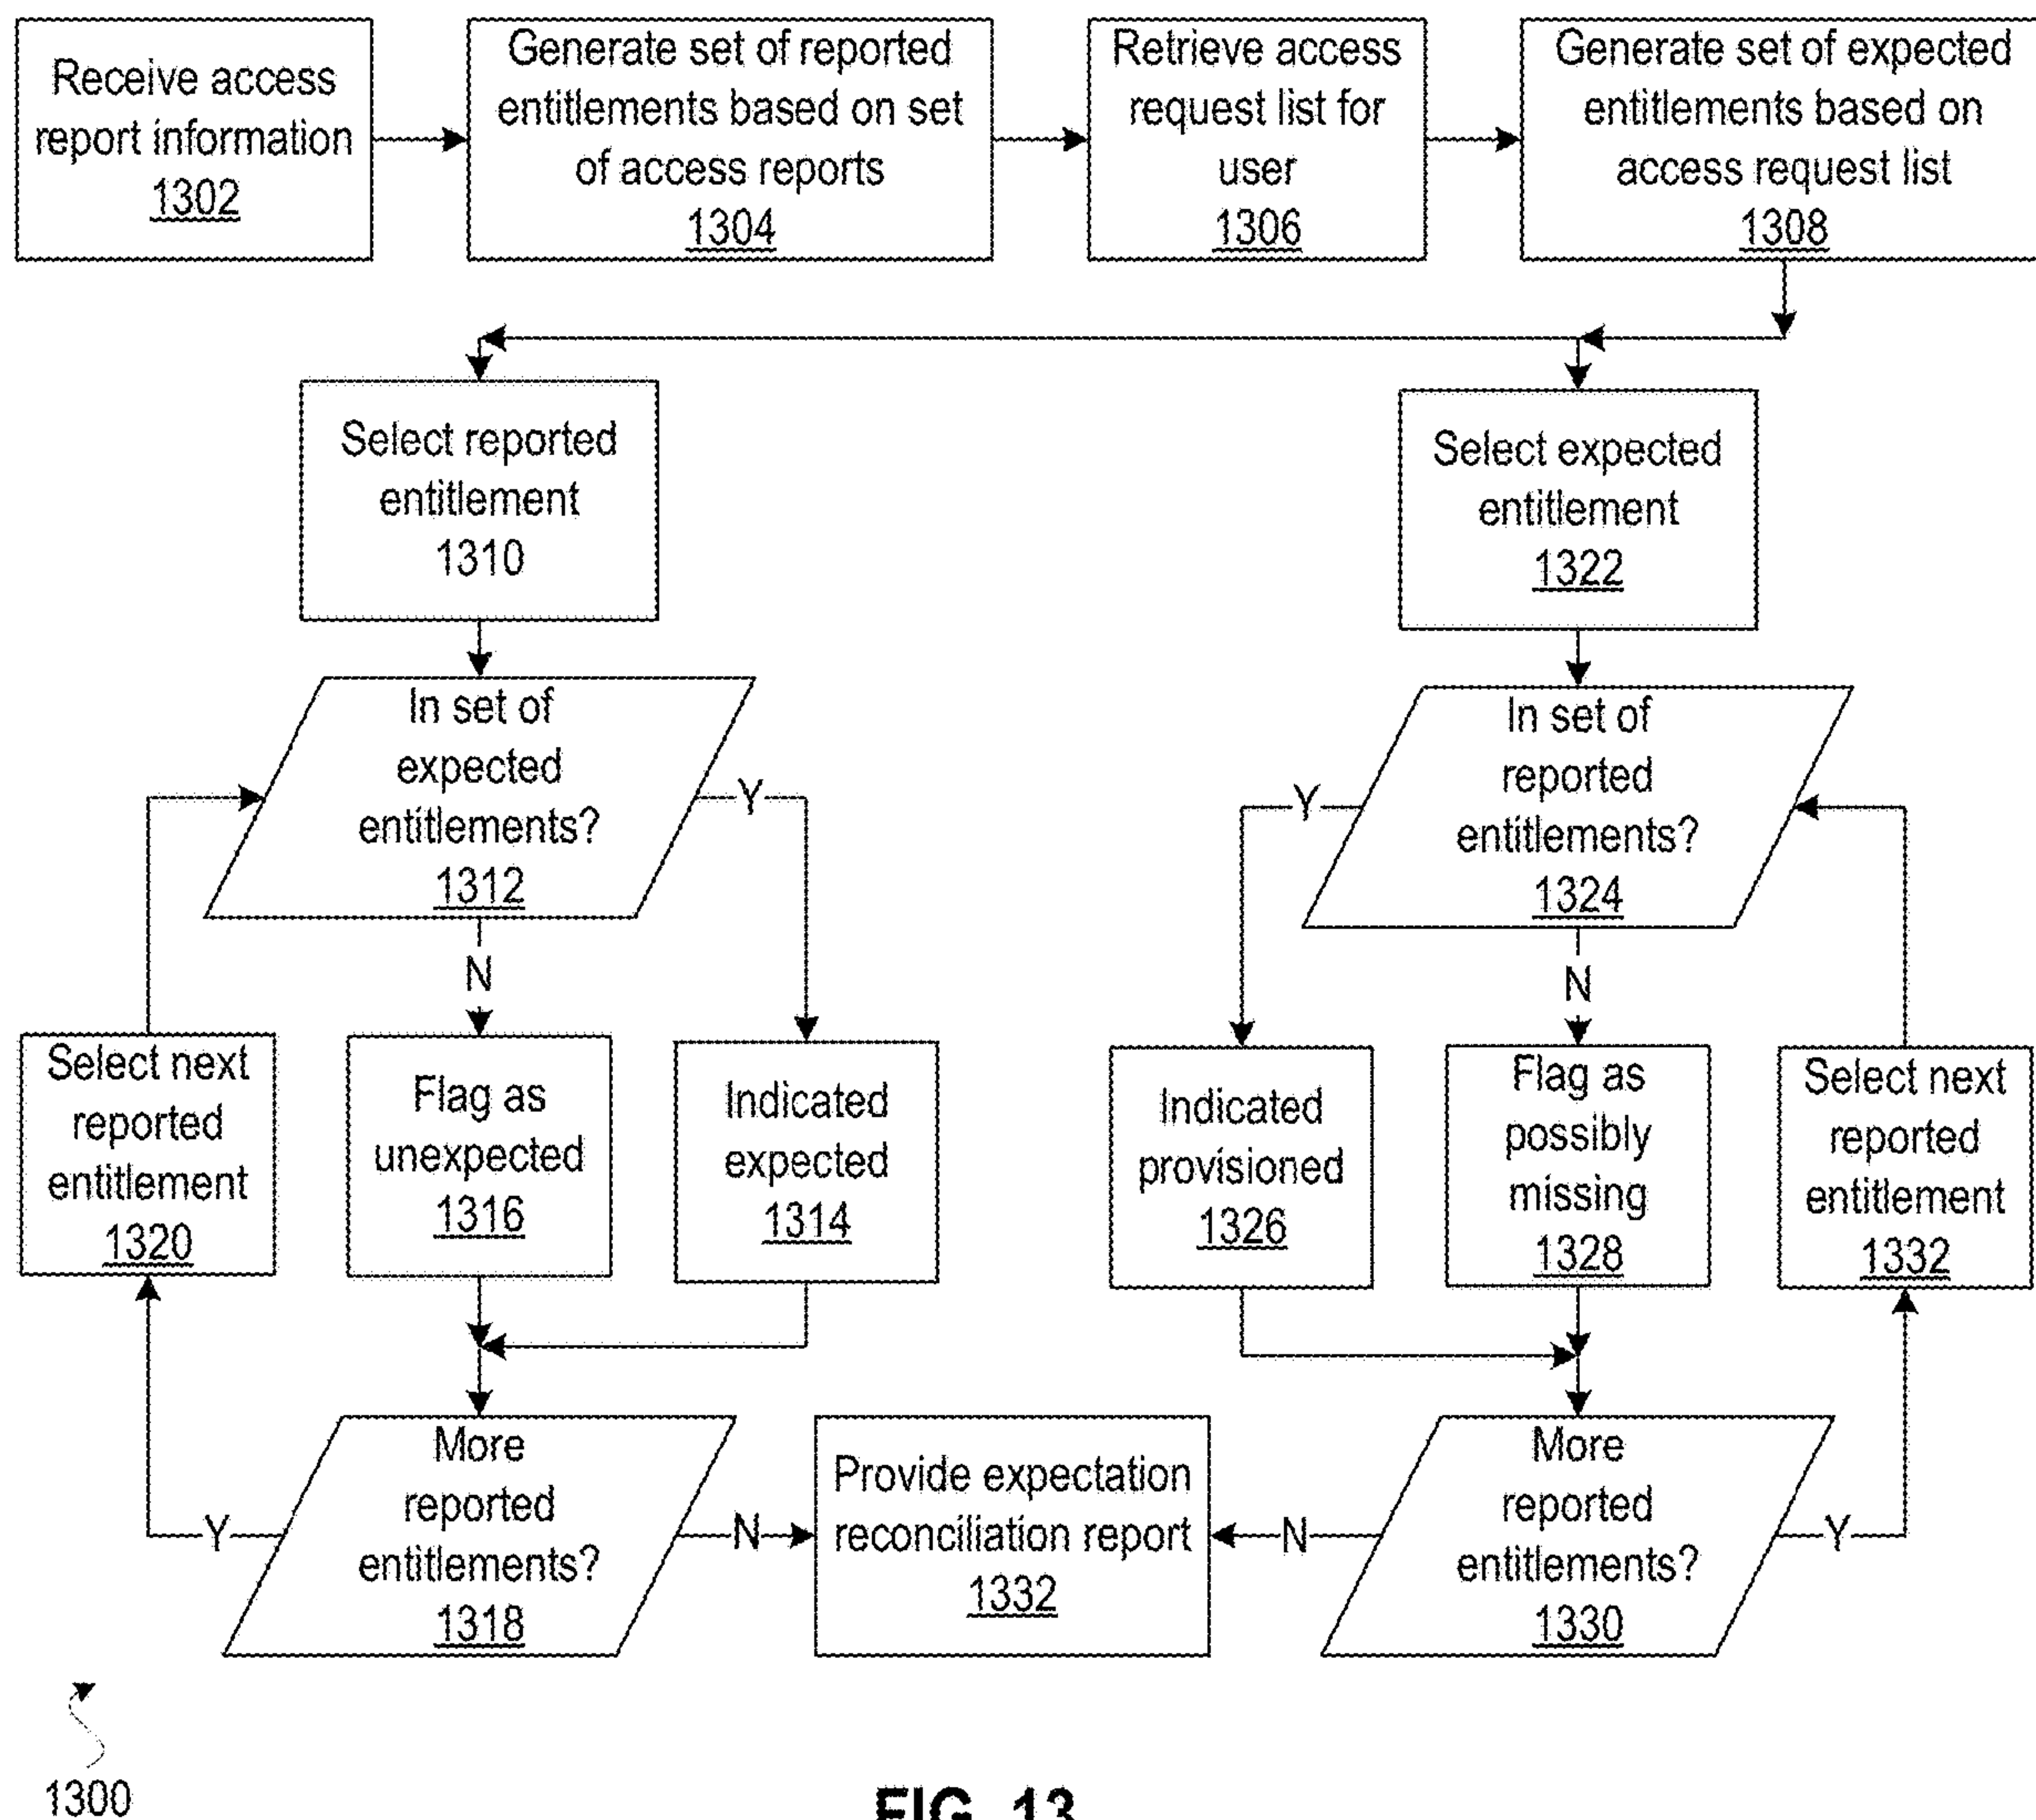 Receive access
report information
1302
Generate set of reported
entitlements based on set
of access reports
1304
Retrieve access
request list for
user
1306
Generate set of expected
entitlements based on
access request list
1308
Select reported
entitlement
1310
Select expected
entitlement
1322
In set of
expected
entitlements?
1312
Y
N
In set of
reported
entitlements?
1324
Y
N
Select next
reported
entitlement
1320
Flag as
unexpected
1316
Indicated
expected
1314
Indicated
provisioned
1326
Flag as
possibly
missing
1328
Select next
reported
entitlement
1332
More
reported
entitlements?
1318
Y
N
Provide expectation
reconciliation report
1332
More
reported
entitlements?
1330
N
Y
1300
FIG. 13